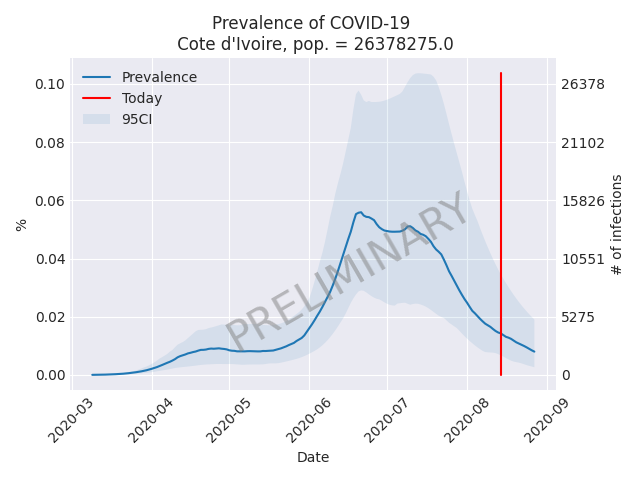 Prevalence of COVID-19
Cote d'Ivoire, pop. = 26378275.0
Prevalence
Today
95CI
PRELIMINARY
%
0.10
0.08
0.06
0.04
0.02
0.00
26378
21102
15826
10551
5275
0
# of infections
2020-03
2020-04
2020-05
2020-06
2020-07
2020-08
2020-09
Date